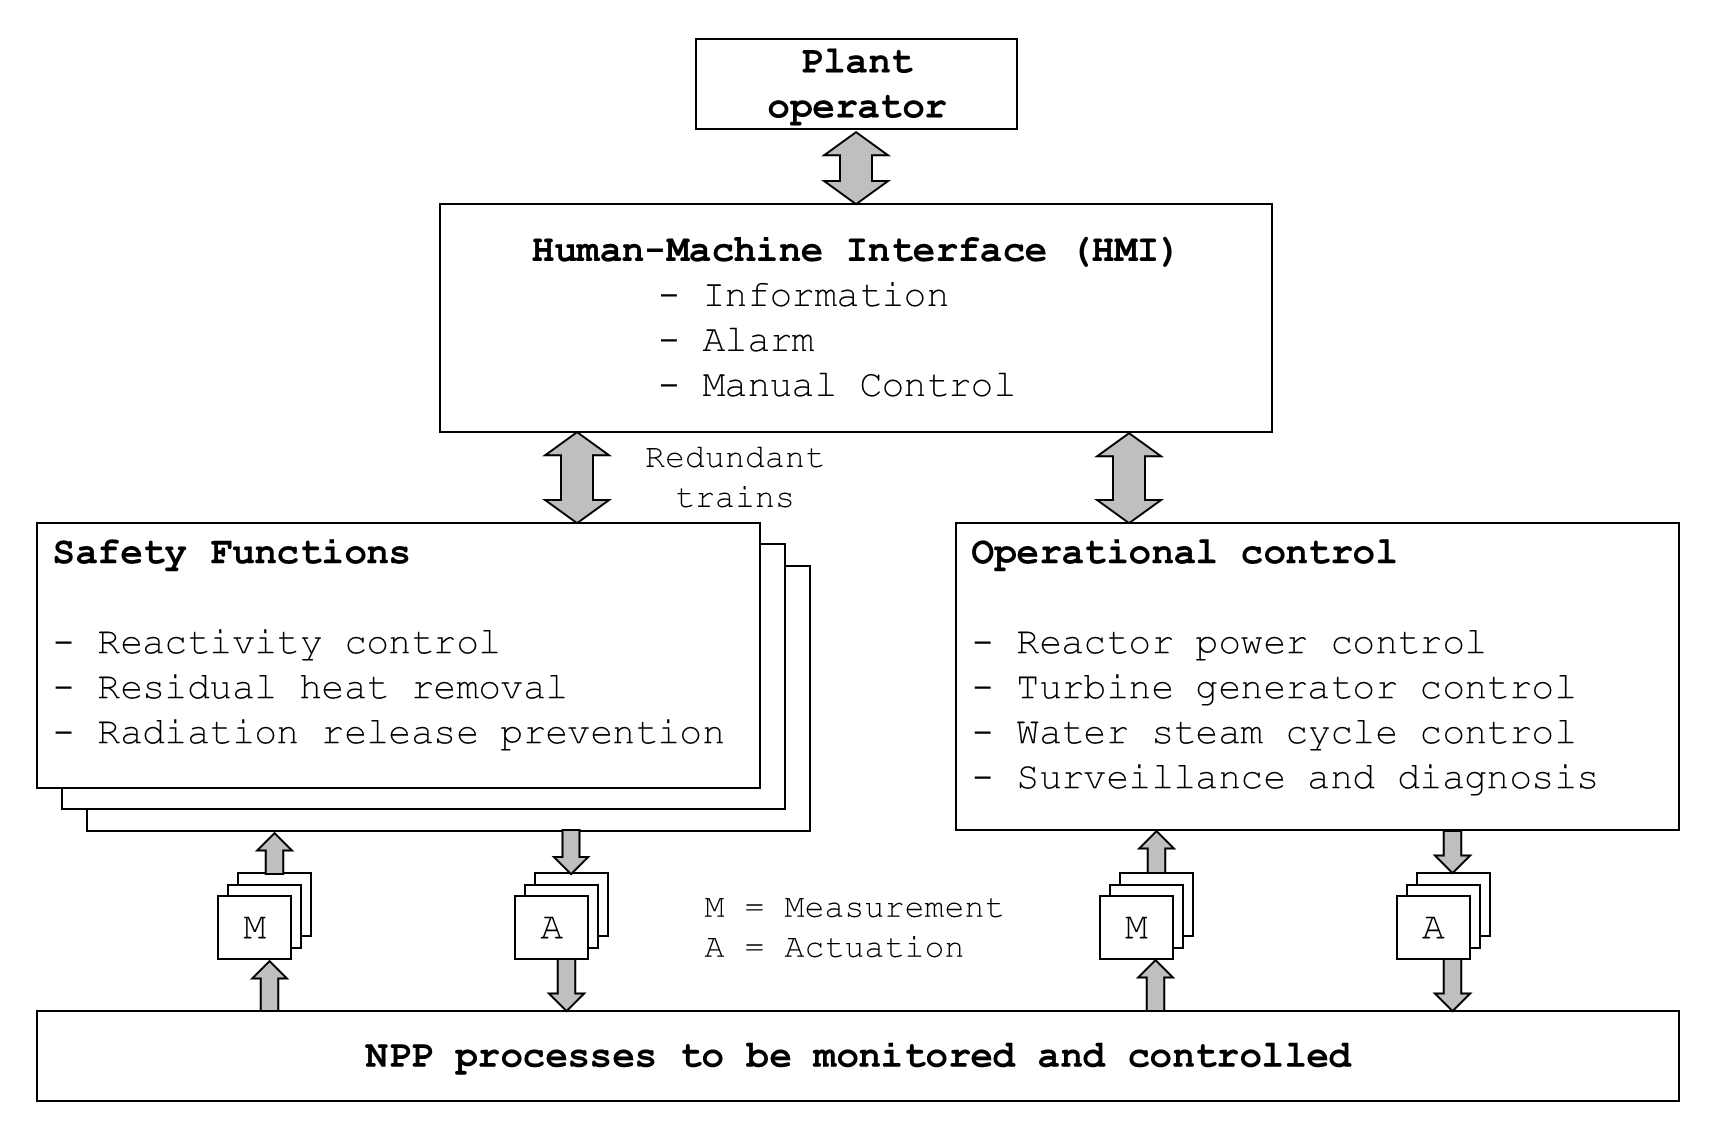 Plant
operator
Human-Machine Interface (HMI)
- Information
- Alarm
- Manual Control
Redundant
trains
Safety Functions
- Reactivity control
- Residual heat removal
- Radiation release prevention
Operational control
- Reactor power control
- Turbine generator control
- Water steam cycle control
- Surveillance and diagnosis
M
A
M = Measurement
A = Actuation
M
A
NPP processes to be monitored and controlled